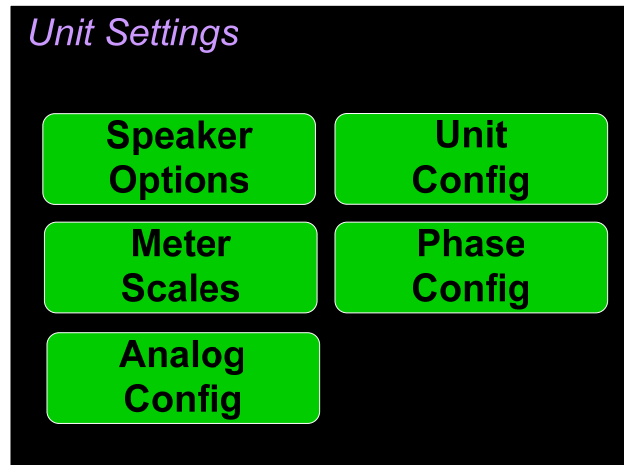 Unit Settings
Speaker
Options
Unit
Config
Meter
Scales
Phase
Config
Analog
Config